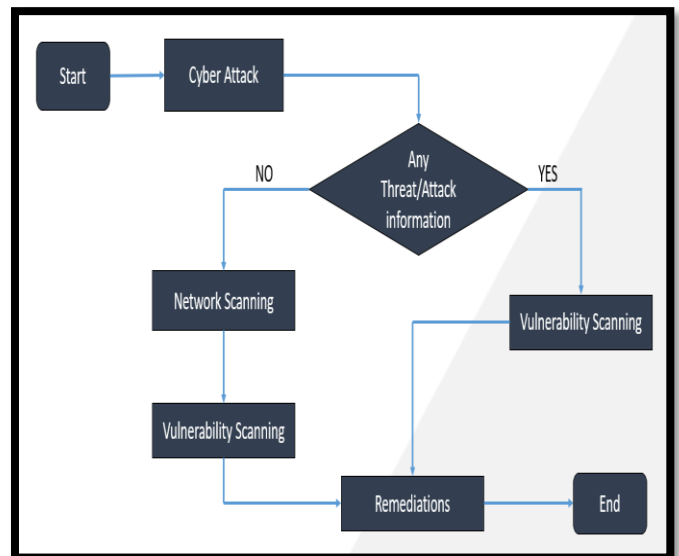 Start
Cyber Attack
Any
Threat/Attack
information
NO
YES
Network Scanning
Vulnerability Scanning
Vulnerability Scanning
Remediations
End